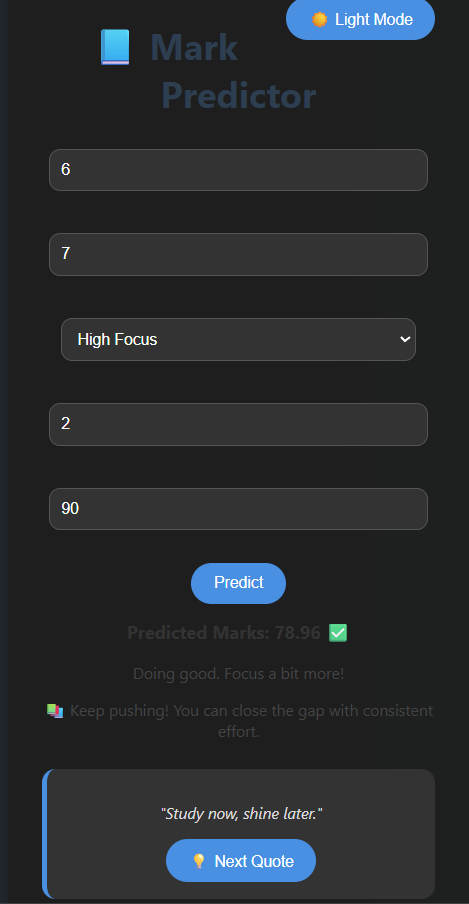 ☀️ Light Mode
📘 Mark
Predictor
6
7
High Focus
2
90
Predict
Predicted Marks: 78.96 ✅
Doing good. Focus a bit more!
📚 Keep pushing! You can close the gap with consistent
effort.
"Study now, shine later."
💡 Next Quote